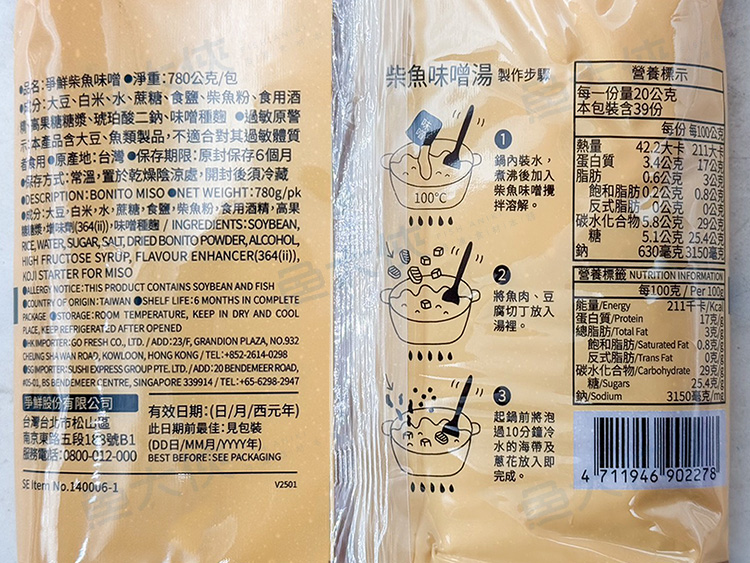 品名:爭鮮柴魚味噌●淨重:780公克/包
●成分:大豆、白米、水、蔗糖、食鹽、柴魚粉、食用酒
精、高果糖糖漿、琥珀酸二鈉、味噌種麴 ●過敏原警
示:本產品含大豆、魚類製品,不適合對其過敏體質
者食用●原產地:台灣●保存期限:原封保存6個月
●保存方式:常溫,置於乾燥陰涼處,開封後須冷藏
●DESCRIPTION:BONITO MISO ●NET WEIGHT:780g/pk
●成分:大豆,白米,水,蔗糖,食鹽,柴魚粉,食用酒精,高果
糖糖漿,增味劑(364(ii)),味噌種麴 / INGREDIENTS:SOYBEAN,
RICE, WATER, SUGAR, SALT, DRIED BONITO POWDER, ALCOHOL,
HIGH FRUCTOSE SYRUP, FLAVOUR ENHANCER(364(ii)),
KOJI STARTER FOR MISO
●ALLERGY NOTICE:THIS PRODUCT CONTAINS SOYBEAN AND FISH
●COUNTRY OF ORIGIN:TAIWAN ●SHELF LIFE:6 MONTHS IN COMPLETE
PACKAGE ●STORAGE:ROOM TEMPERATURE, KEEP IN DRY AND COOL
PLACE, KEEP REFRIGERATED AFTER OPENED
●HK IMPORTER:GO FRESH CO., LTD. / ADD:23/F, GRANDION PLAZA, NO.932
CHEUNG SHA WAN ROAD, KOWLOON, HONG KONG / TEL:+852-2614-0298
●SG IMPORTER:SUSHI EXPRESS GROUP PTE. LTD. / ADD:20 BENDEMEER ROAD,
#05-01, BS BENDEMEER CENTRE, SINGAPORE 339914 / TEL:+65-6298-2947
爭鮮股份有限公司
台灣台北市松山區
南京東路五段188號B1
服務電話:0800-012-000
有效日期:(日/月/西元年)
此日期前最佳:見包裝
(DD日/MM月/YYYY年)
BEST BEFORE:SEE PACKAGING
SE Item No.140006-1
V2501
柴魚味噌湯 製作步驟
味噌
100°C
1
鍋內裝水,
煮沸後加入
柴魚味噌攪
拌溶解。
2
將魚肉、豆
腐切丁放入
湯裡。
3
起鍋前將泡
過10分鐘冷
水的海帶及
蔥花放入即
完成。
營養標示
每一份量20公克
本包裝含39份
每份 每100公克
熱量 42.2大卡 211大卡
蛋白質 3.4公克 17公克
脂肪 0.6公克 3公克
飽和脂肪 0.2公克 0.8公克
反式脂肪 0公克 0公克
碳水化合物 5.8公克 29公克
糖 5.1公克 25.4公克
鈉 630毫克 3150毫克
營養標籤 NUTRITION INFORMATION
每100克 / Per 100g
能量/Energy 211千卡/Kcal
蛋白質/Protein 17克/g
總脂肪/Total Fat 3克/g
飽和脂肪/Saturated Fat 0.8克/g
反式脂肪/Trans Fat 0克/g
碳水化合物/Carbohydrate 29克/g
糖/Sugars 25.4克/g
鈉/Sodium 3150毫克/mg
4 711946 902278
魚大俠